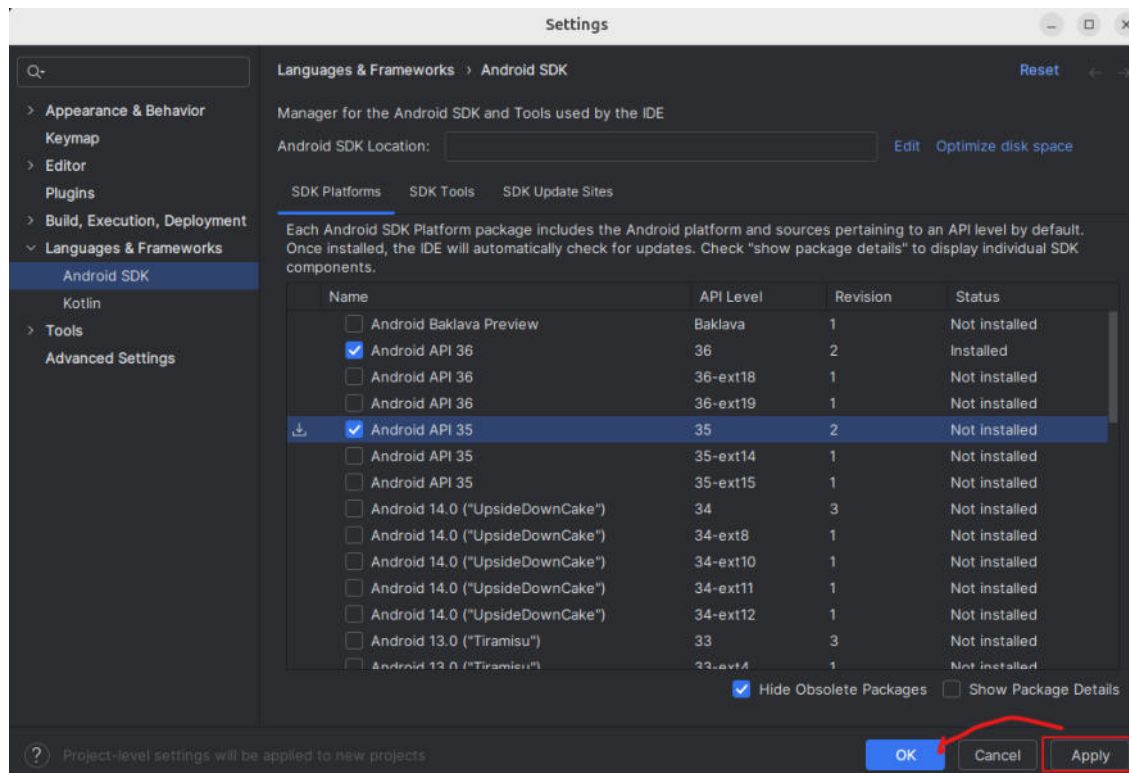 Settings
Languages & Frameworks › Android SDK
Reset
Appearance & Behavior
Keymap
Editor
Plugins
Build, Execution, Deployment
Languages & Frameworks
Android SDK
Kotlin
Tools
Advanced Settings
Manager for the Android SDK and Tools used by the IDE
Android SDK Location:
Edit Optimize disk space
SDK Platforms SDK Tools SDK Update Sites
Each Android SDK Platform package includes the Android platform and sources pertaining to an API level by default.
Once installed, the IDE will automatically check for updates. Check "show package details" to display individual SDK
components.
Name API Level Revision Status
Android Baklava Preview Baklava 1 Not installed
Android API 36 36 2 Installed
Android API 36 36-ext18 1 Not installed
Android API 36 36-ext19 1 Not installed
Android API 35 35 2 Not installed
Android API 35 35-ext14 1 Not installed
Android API 35 35-ext15 1 Not installed
Android 14.0 ("UpsideDownCake") 34 3 Not installed
Android 14.0 ("UpsideDownCake") 34-ext8 1 Not installed
Android 14.0 ("UpsideDownCake") 34-ext10 1 Not installed
Android 14.0 ("UpsideDownCake") 34-ext11 1 Not installed
Android 14.0 ("UpsideDownCake") 34-ext12 1 Not installed
Android 13.0 ("Tiramisu") 33 3 Not installed
Android 13.0 ("Tiramisu") 33-ext4 1 Not installed
Hide Obsolete Packages Show Package Details
? Project-level settings will be applied to new projects
OK Cancel Apply